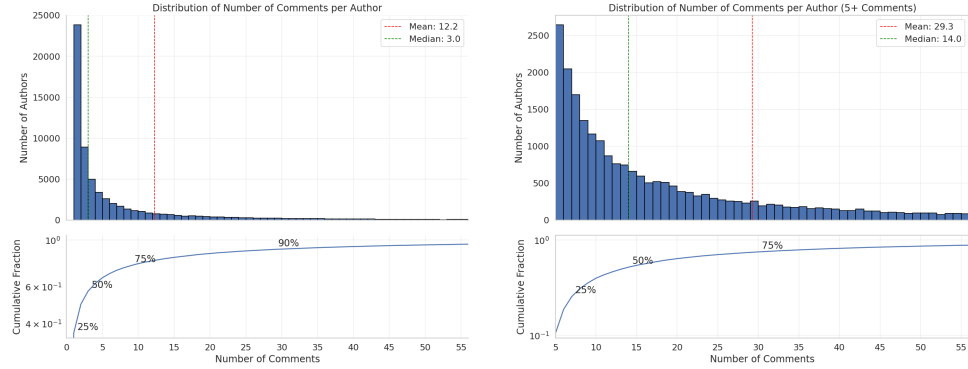 Distribution of Number of Comments per Author
Mean: 12.2
Median: 3.0
Number of Authors
25000
20000
15000
10000
5000
0
Cumulative Fraction
10⁰
6 × 10⁻¹
4 × 10⁻¹
25%
50%
75%
90%
0 5 10 15 20 25 30 35 40 45 50 55
Number of Comments
Distribution of Number of Comments per Author (5+ Comments)
Mean: 29.3
Median: 14.0
Number of Authors
2500
2000
1500
1000
500
0
Cumulative Fraction
10⁰
10⁻¹
25%
50%
75%
5 10 15 20 25 30 35 40 45 50 55
Number of Comments